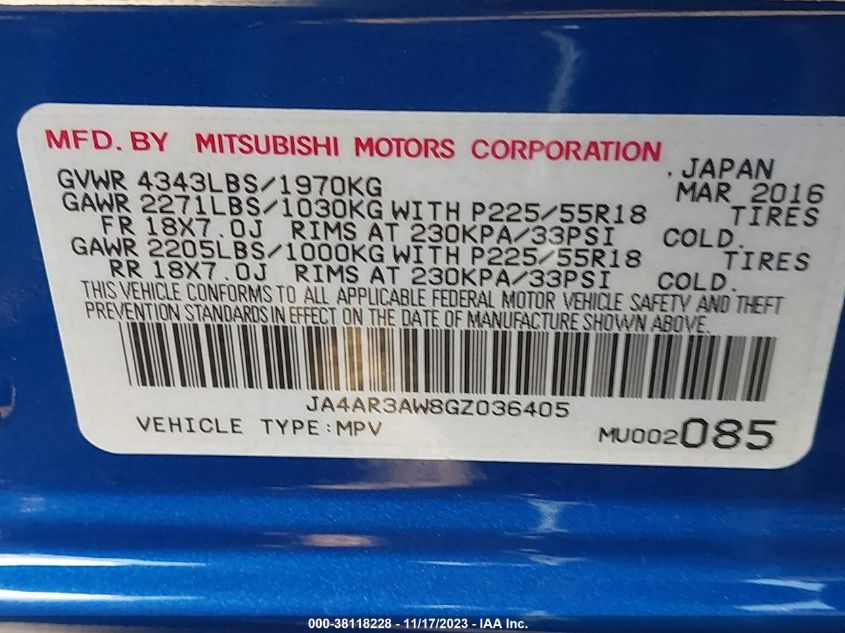 MFD. BY MITSUBISHI MOTORS CORPORATION
. JAPAN
GVWR 4343LBS/1970KG MAR 2016
GAWR 2271LBS/1030KG WITH P225/55R18 TIRES
FR 18X7.0J RIMS AT 230KPA/33PSI COLD.
GAWR 2205LBS/1000KG WITH P225/55R18 TIRES
RR 18X7.0J RIMS AT 230KPA/33PSI COLD.
THIS VEHICLE CONFORMS TO ALL APPLICABLE FEDERAL MOTOR VEHICLE SAFETY AND THEFT
PREVENTION STANDARDS IN EFFECT ON THE DATE OF MANUFACTURE SHOWN ABOVE.
JA4AR3AW8GZ036405
VEHICLE TYPE:MPV MU002085
000-38118228 - 11/17/2023 - IAA Inc.